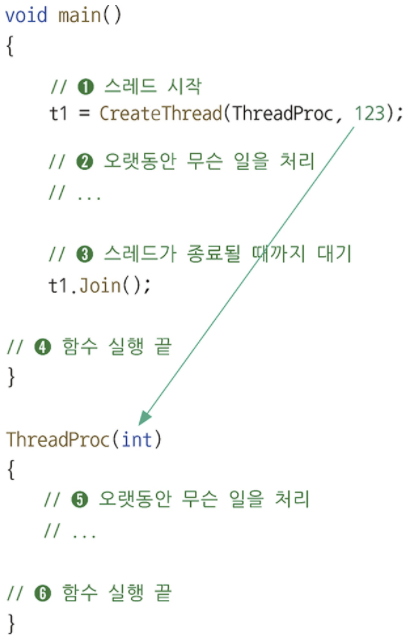 void main()
{
// ❶ 스레드 시작
t1 = CreateThread(ThreadProc, 123);
// ❷ 오랫동안 무슨 일을 처리
// ...
// ❸ 스레드가 종료될 때까지 대기
t1.Join();
// ❹ 함수 실행 끝
}
ThreadProc(int)
{
// ❺ 오랫동안 무슨 일을 처리
// ...
// ❻ 함수 실행 끝
}